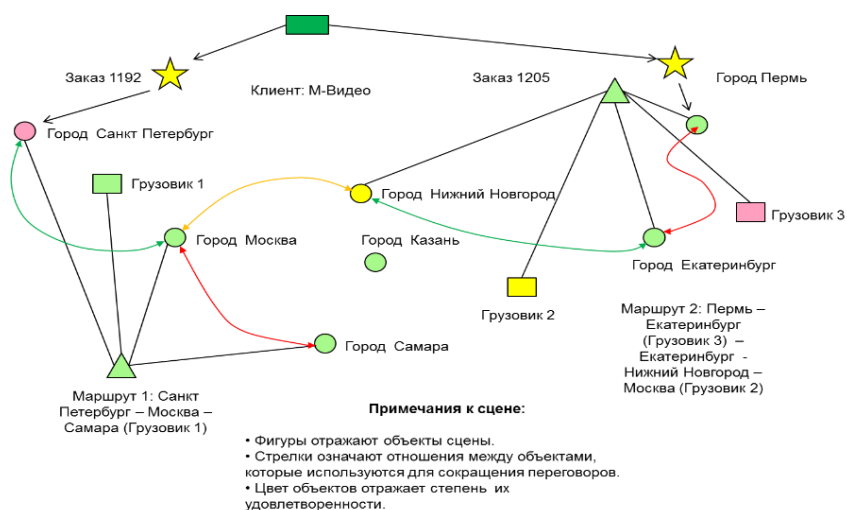 Заказ 1192
Клиент: М-Видео
Заказ 1205
Город Пермь
Город Санкт Петербург
Грузовик 1
Город Нижний Новгород
Грузовик 3
Город Москва
Город Казань
Город Екатеринбург
Грузовик 2
Город Самара
Маршрут 1: Санкт
Петербург – Москва –
Самара (Грузовик 1)
Маршрут 2: Пермь –
Екатеринбург
(Грузовик 3) –
Екатеринбург -
Нижний Новгород –
Москва (Грузовик 2)
Примечания к сцене:
• Фигуры отражают объекты сцены.
• Стрелки означают отношения между объектами,
которые используются для сокращения переговоров.
• Цвет объектов отражает степень их
удовлетворенности.